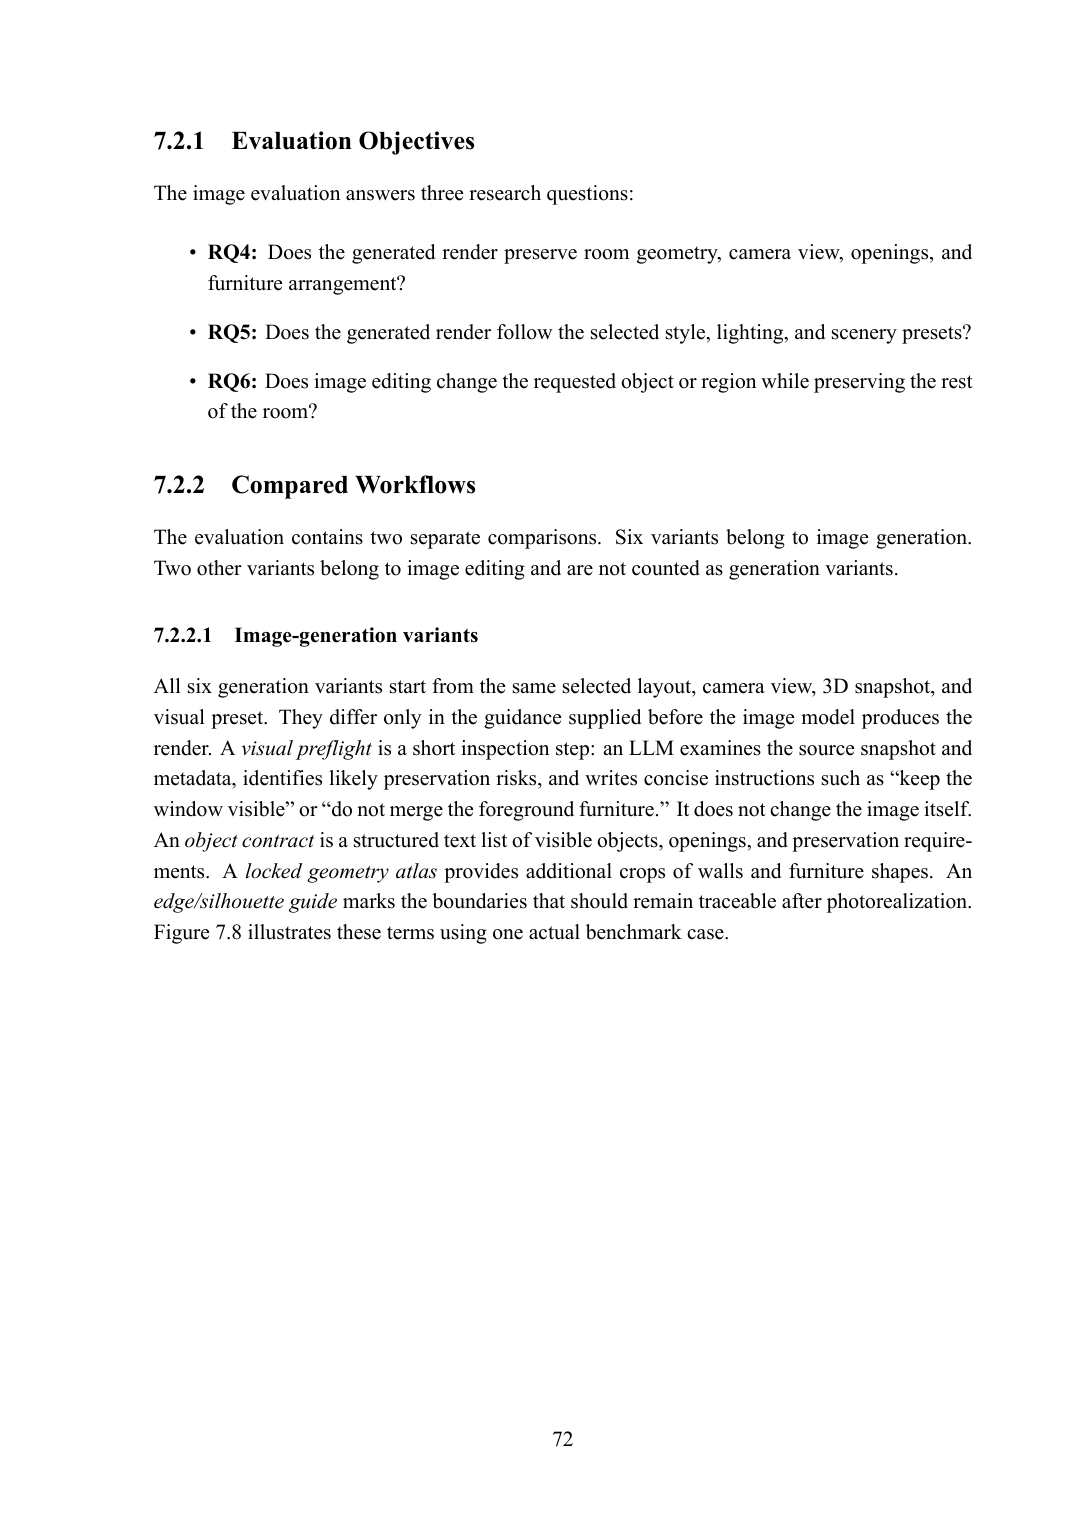 7.2.1 Evaluation Objectives
The image evaluation answers three research questions:
• RQ4: Does the generated render preserve room geometry, camera view, openings, and
furniture arrangement?
• RQ5: Does the generated render follow the selected style, lighting, and scenery presets?
• RQ6: Does image editing change the requested object or region while preserving the rest
of the room?
7.2.2 Compared Workflows
The evaluation contains two separate comparisons. Six variants belong to image generation.
Two other variants belong to image editing and are not counted as generation variants.
7.2.2.1 Image-generation variants
All six generation variants start from the same selected layout, camera view, 3D snapshot, and
visual preset. They differ only in the guidance supplied before the image model produces the
render. A visual preflight is a short inspection step: an LLM examines the source snapshot and
metadata, identifies likely preservation risks, and writes concise instructions such as “keep the
window visible” or “do not merge the foreground furniture.” It does not change the image itself.
An object contract is a structured text list of visible objects, openings, and preservation require-
ments. A locked geometry atlas provides additional crops of walls and furniture shapes. An
edge/silhouette guide marks the boundaries that should remain traceable after photorealization.
Figure 7.8 illustrates these terms using one actual benchmark case.
72